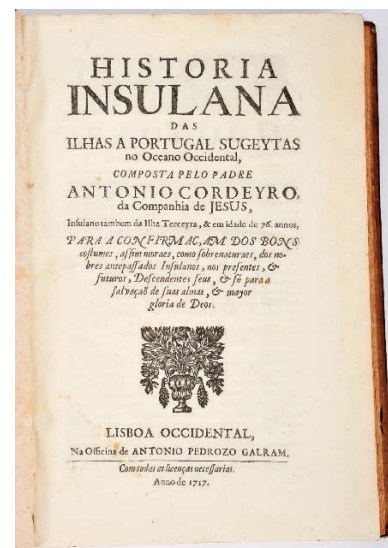 HISTORIA
INSULANA
DAS
ILHAS A PORTUGAL SUGEYTAS
no Oceano Occidental,
COMPOSTA PELO PADRE
ANTONIO CORDEYRO,
da Companhia de JESUS,
Insulano tambem da Ilha Terceyra, & em idade de 76. annos,
PARA A CONFIRMAC,AM DOS BONS
coſtumes, aſſim moraes, como ſobrenaturaes, dos no-
bres antepaſſados Inſulanos, nos preſentes, &
futuros, Deſcendentes ſeus, & ſó para a
ſalvaçaõ de ſuas almas, & mayor
gloria de Deos.
LISBOA OCCIDENTAL,
Na Officina de ANTONIO PEDROZO GALRAM.
Com todas as licenças neceſſarias.
Anno de 1717.